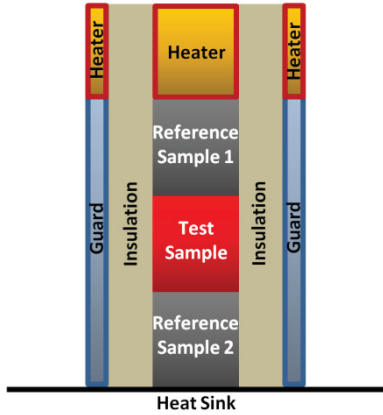 Heater
Heater
Heater
Reference
Sample 1
Guard
Insulation
Test
Sample
Insulation
Guard
Reference
Sample 2
Heat Sink